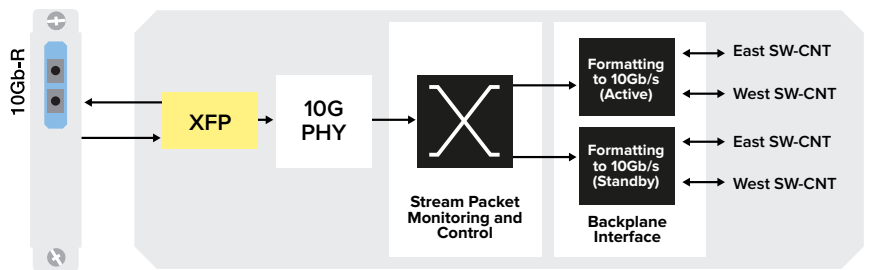 10Gb-R
XFP
10G
PHY
Stream Packet
Monitoring and
Control
Formatting
to 10Gb/s
(Active)
Formatting
to 10Gb/s
(Standby)
Backplane
Interface
East SW-CNT
West SW-CNT
East SW-CNT
West SW-CNT